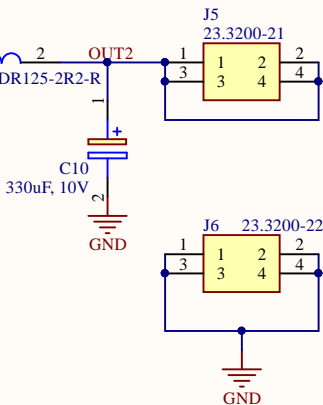 J5
23.3200-21
2
OUT2
1 1 2 2
3 3 4 4
DR125-2R2-R
1
+
C10
330uF, 10V
2
GND
J6 23.3200-22
1 1 2 2
3 3 4 4
GND